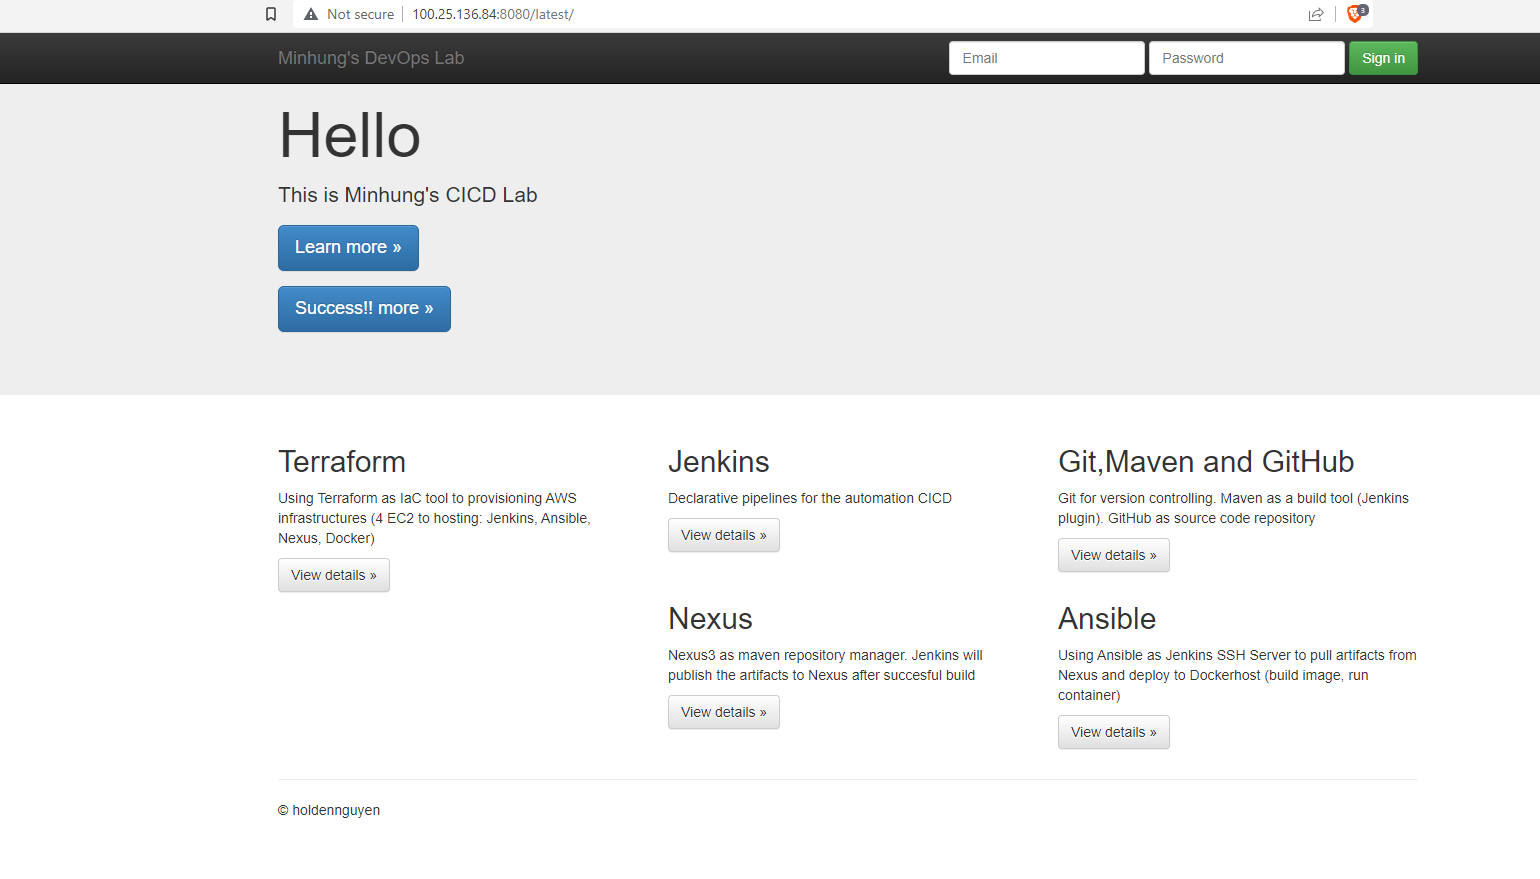 Not secure 100.25.136.84:8080/latest/ 3
Minhung's DevOps Lab Email Password Sign in
Hello
This is Minhung's CICD Lab
Learn more »
Success!! more »
Terraform
Using Terraform as IaC tool to provisioning AWS
infrastructures (4 EC2 to hosting: Jenkins, Ansible,
Nexus, Docker)
View details »
Jenkins
Declarative pipelines for the automation CICD
View details »
Git,Maven and GitHub
Git for version controlling. Maven as a build tool (Jenkins
plugin). GitHub as source code repository
View details »
Nexus
Nexus3 as maven repository manager. Jenkins will
publish the artifacts to Nexus after succesful build
View details »
Ansible
Using Ansible as Jenkins SSH Server to pull artifacts from
Nexus and deploy to Dockerhost (build image, run
container)
View details »
© holdennguyen